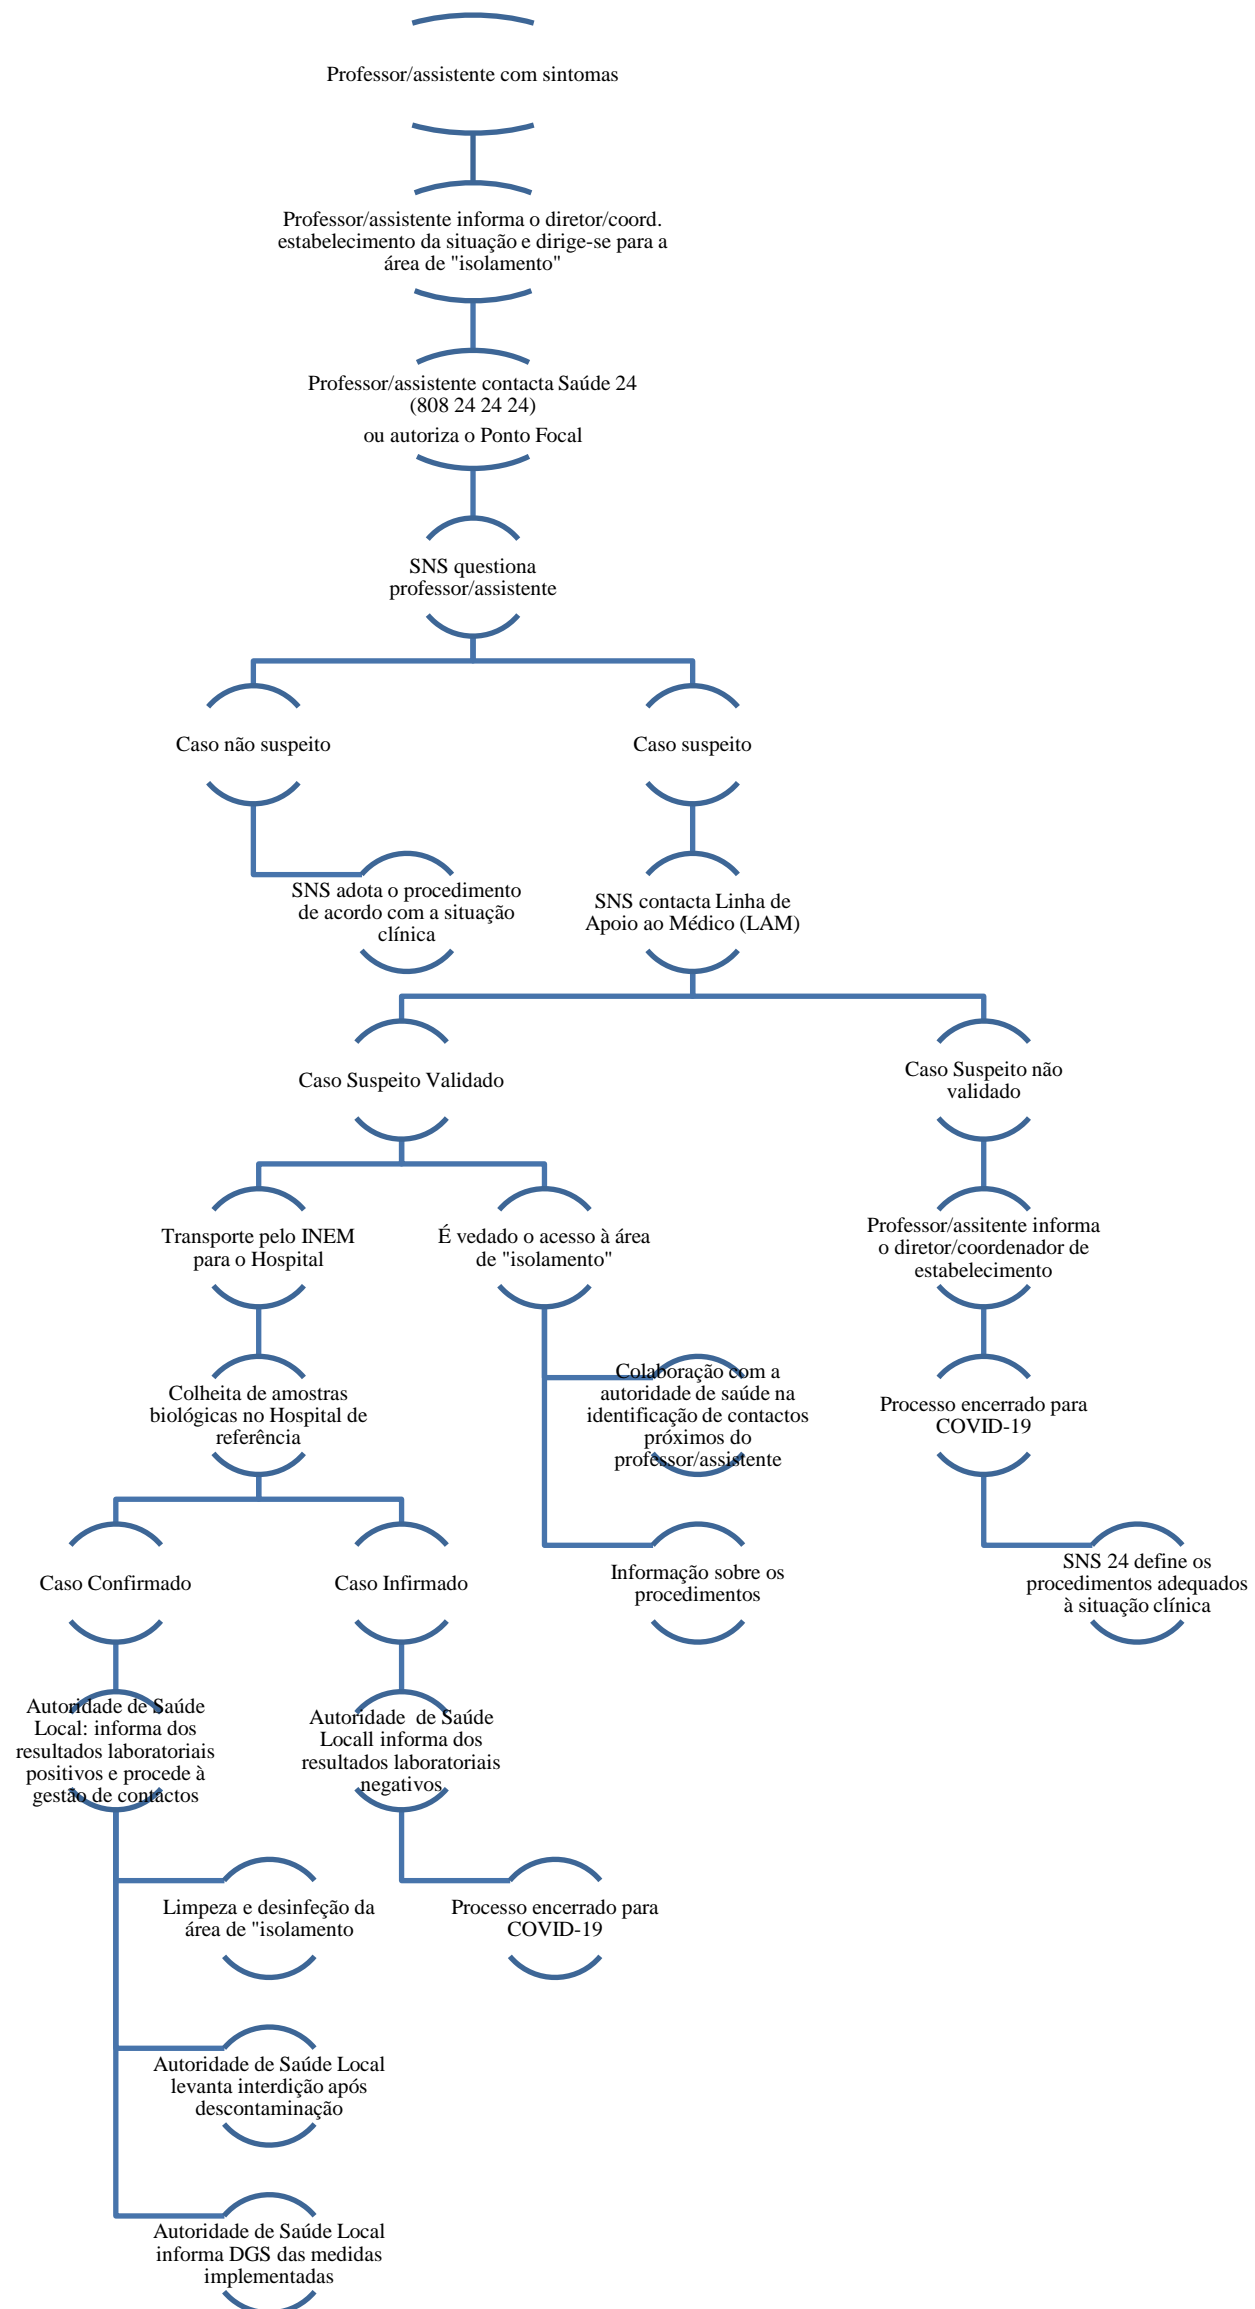 Professor/assistente com sintomas
Professor/assistente informa o diretor/coord.
estabelecimento da situação e dirige-se para a
área de "isolamento"
Professor/assistente contacta Saúde 24
(808 24 24 24)
ou autoriza o Ponto Focal
SNS questiona
professor/assistente
Caso não suspeito
Caso suspeito
SNS adota o procedimento
de acordo com a situação
clínica
SNS contacta Linha de
Apoio ao Médico (LAM)
Caso Suspeito Validado
Caso Suspeito não
validado
Transporte pelo INEM
para o Hospital
É vedado o acesso à área
de "isolamento"
Professor/assitente informa
o diretor/coordenador de
estabelecimento
Colheita de amostras
biológicas no Hospital de
referência
Colaboração com a
autoridade de saúde na
identificação de contactos
próximos do
professor/assistente
Processo encerrado para
COVID-19
Caso Confirmado
Caso Infirmado
Informação sobre os
procedimentos
SNS 24 define os
procedimentos adequados
à situação clínica
Autoridade de Saúde
Local: informa dos
resultados laboratoriais
positivos e procede à
gestão de contactos
Autoridade  de Saúde
Locall informa dos
resultados laboratoriais
negativos
Limpeza e desinfeção da
área de "isolamento
Processo encerrado para
COVID-19
Autoridade de Saúde Local
levanta interdição após
descontaminação
Autoridade de Saúde Local
informa DGS das medidas
implementadas